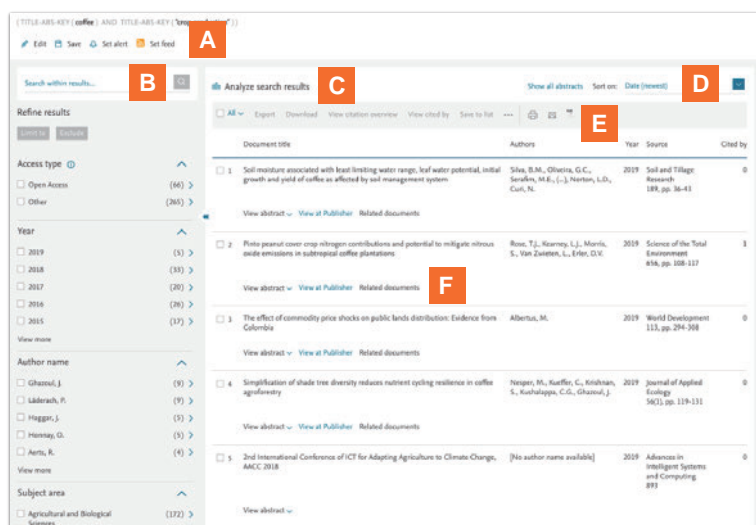 (TITLE-ABS-KEY(coffee) AND TITLE-ABS-KEY("crop
Edit Save Set alert Set feed A
Search within results... B
Analyze search results C
Show all abstracts Sort on: Date (newest) D
Refine results
Limit to Exclude
All Export Download View citation overview View cited by Save to list ... E
Document title Authors Year Source Cited by
Access type
Open Access (66)
Other (265)
Year
2019 (5)
2018 (33)
2017 (20)
2016 (26)
2015 (17)
View more
Author name
Ghazoul, J. (9)
Läderach, P. (9)
Haggar, J. (5)
Hennay, O. (5)
Aerts, R. (4)
View more
Subject area
Agricultural and Biological (172)
Sciences
1 Soil moisture associated with least limiting water range, leaf water potential, initial
growth and yield of coffee as affected by soil management system
Silva, B.M., Oliveira, G.C.,
Serafim, M.E., (...), Norton, L.D.,
Curi, N.
2019 Soil and Tillage
Research
189, pp. 36-43
0
View abstract View at Publisher Related documents
2 Pinto peanut cover crop nitrogen contributions and potential to mitigate nitrous
oxide emissions in subtropical coffee plantations
Rose, T.J., Kearney, L.J., Morris,
S., Van Zwieten, L., Erler, D.V.
2019 Science of the Total
Environment
656, pp. 108-117
3
View abstract View at Publisher Related documents F
3 The effect of commodity price shocks on public lands distribution: Evidence from
Colombia
Albertus, M.
2019 World Development
113, pp. 294-308
0
View abstract View at Publisher Related documents
4 Simplification of shade tree diversity reduces nutrient cycling resilience in coffee
agroforestry
Nesper, M., Kueffer, C., Krishnan,
S., Kushalappa, C.G., Ghazoul, J.
2019 Journal of Applied
Ecology
56(1), pp. 119-131
0
View abstract View at Publisher Related documents
5 2nd International Conference of ICT for Adapting Agriculture to Climate Change,
AACC 2018
[No author name available]
2019 Advances in
Intelligent Systems
and Computing
893
0
View abstract